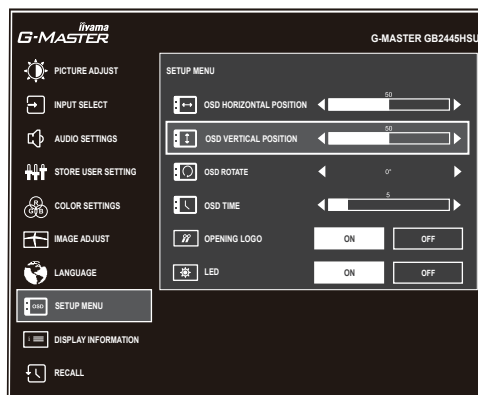 iiyama
G-MASTER
G-MASTER GB2445HSU
PICTURE ADJUST
INPUT SELECT
AUDIO SETTINGS
STORE USER SETTING
R
G B
COLOR SETTINGS
IMAGE ADJUST
LANGUAGE
OSD
SETUP MENU
i
DISPLAY INFORMATION
RECALL
SETUP MENU
OSD HORIZONTAL POSITION
50
OSD VERTICAL POSITION
50
OSD ROTATE
0°
OSD TIME
5
OPENING LOGO
ON
OFF
LED
ON
OFF